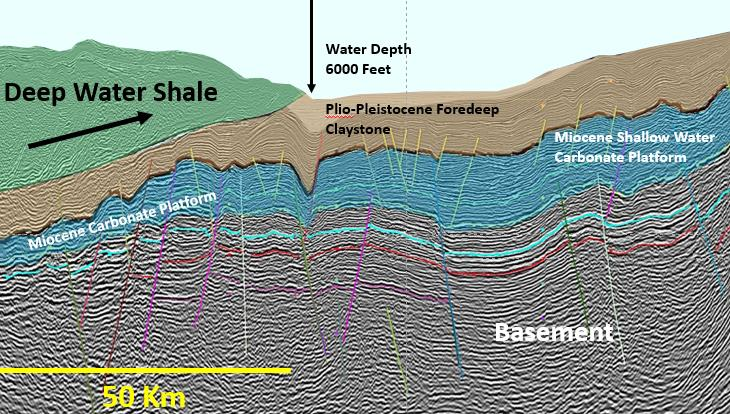 Water Depth
6000 Feet
Deep Water Shale
Plio-Pleistocene Foredeep
Claystone
Miocene Shallow Water
Carbonate Platform
Miocene Carbonate Platform
Basement
50 Km